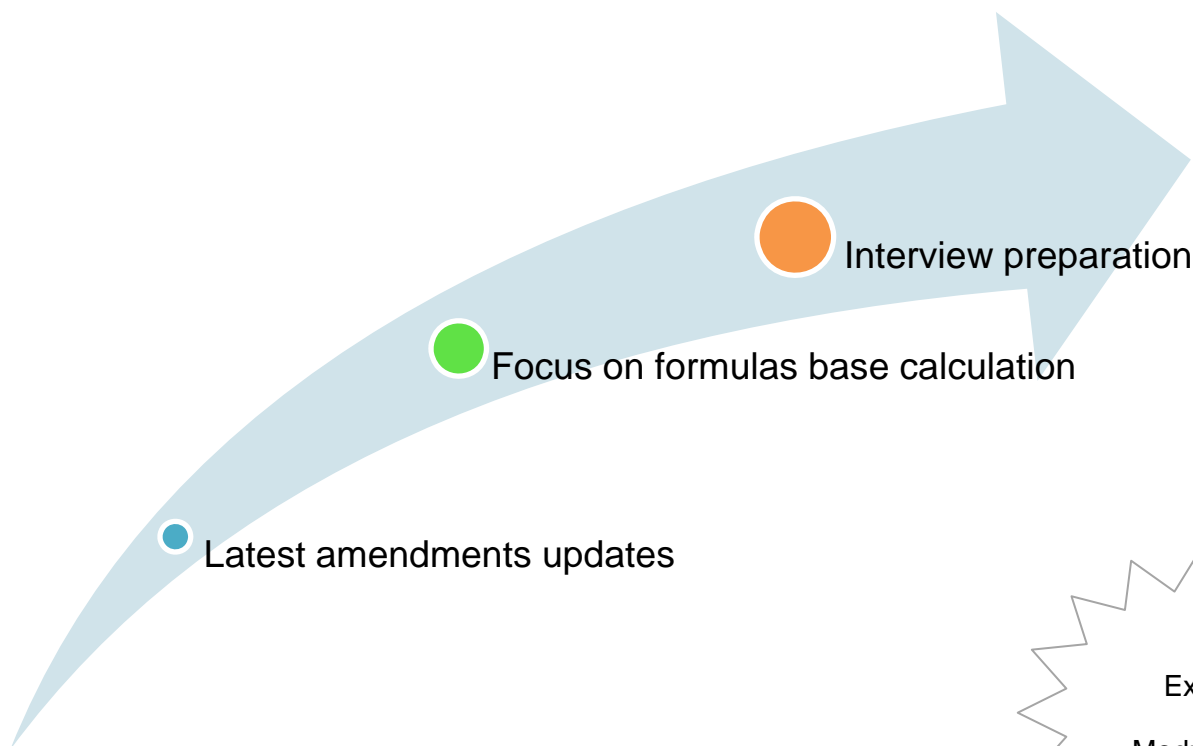 Interview preparation
Focus on formulas base calculation
Latest amendments updates
Ex